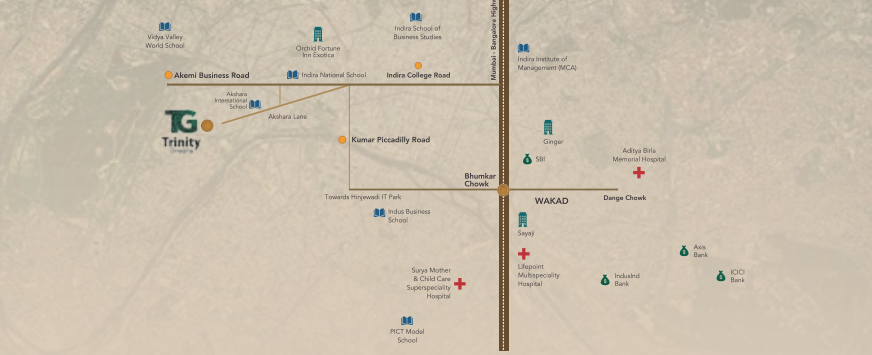 Vidya Valley
World School
Orchid Fortune
Inn Exotica
Indira School of
Business Studies
Mumbai - Bangalore High
Indira Institute of
Management (MCA)
Akemi Business Road
Indira National School
Indira College Road
Akshara
International
School
Akshara Lane
TG
Trinity
Kumar Piccadilly Road
Ginger
SBI
Aditya Birla
Memorial Hospital
Bhumkar
Chowk
Towards Hinjewadi IT Park
WAKAD
Dange Chowk
Indus Business
School
Sayaji
Surya Mother
& Child Care
Superspeciality
Hospital
Lifepoint
Multispeciality
Hospital
IndusInd
Bank
Axis
Bank
ICICI
Bank
PICT Model
School